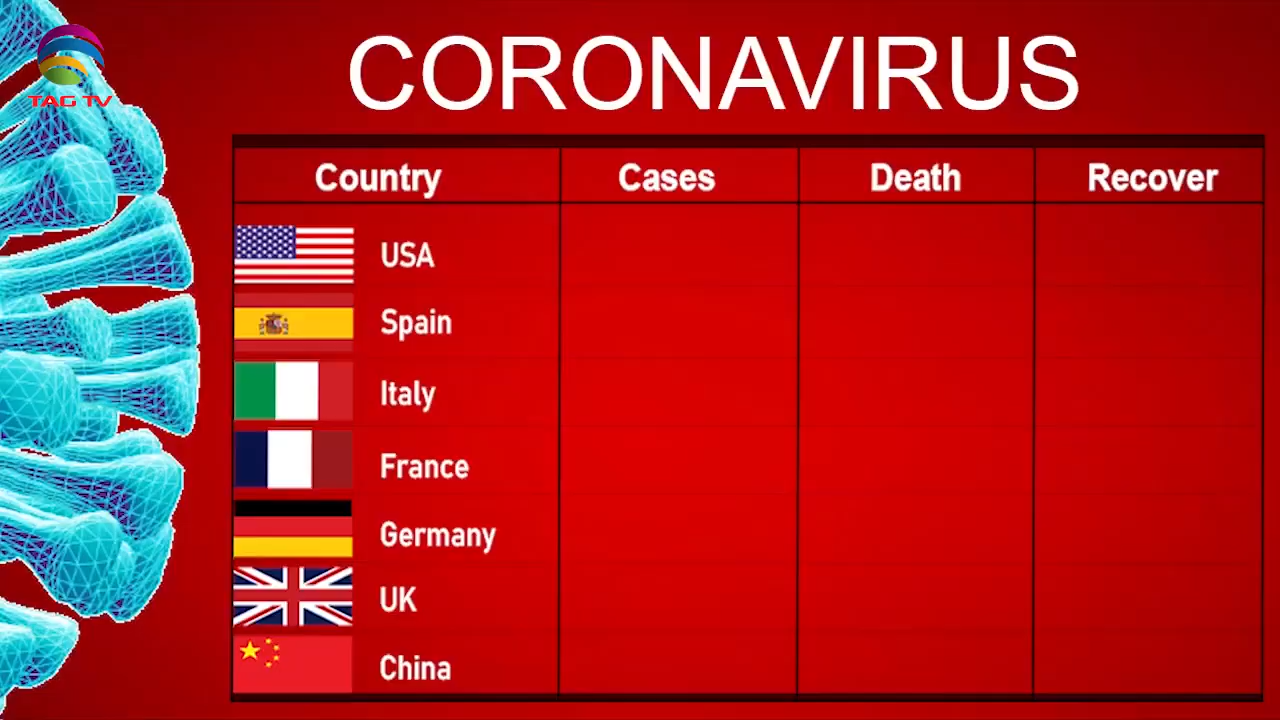 TAG TV
CORONAVIRUS
Country Cases Death Recover
USA
Spain
Italy
France
Germany
UK
China